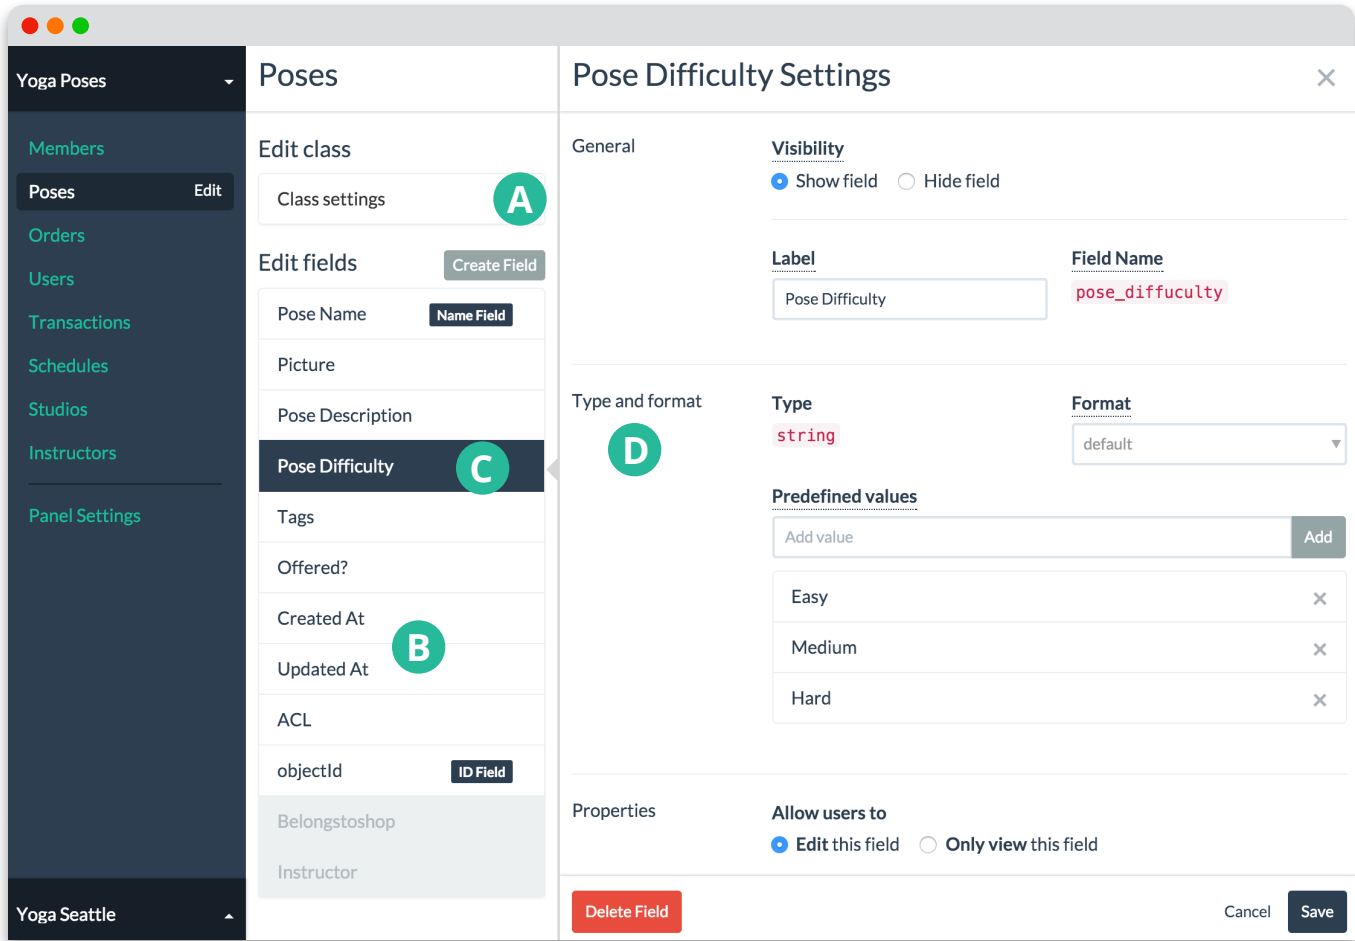 Yoga Poses
Members
Poses Edit
Orders
Users
Transactions
Schedules
Studios
Instructors
Panel Settings
Yoga Seattle
Poses
Edit class
Class settings A
Edit fields Create Field
Pose Name Name Field
Picture
Pose Description
Pose Difficulty C
Tags
Offered?
Created At
B
Updated At
ACL
objectId ID Field
Belongstoshop
Instructor
Pose Difficulty Settings
General
Visibility
Show field Hide field
Label Field Name
Pose Difficulty pose_diffuculty
Type and format
D
Type Format
string default
Predefined values
Add value Add
Easy
Medium
Hard
Properties
Allow users to
Edit this field Only view this field
Delete Field Cancel Save